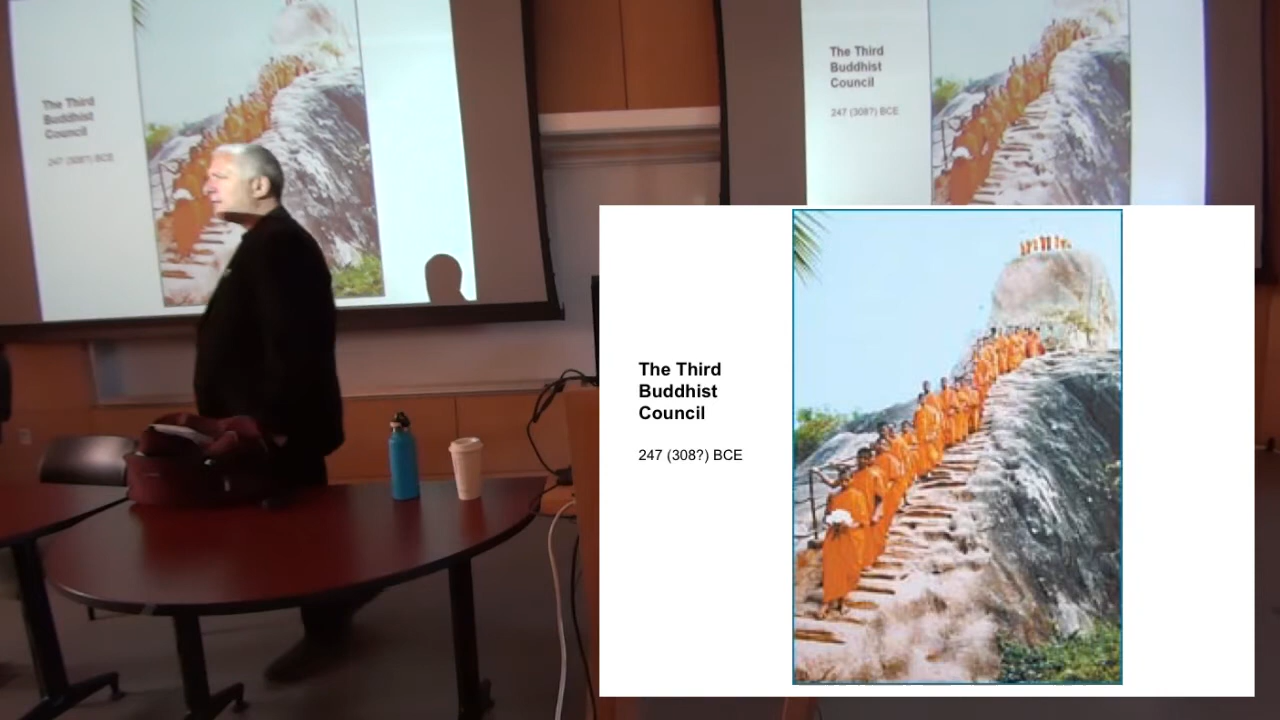 The Third
Buddhist
Council
247 (308?) BCE
The Third
Buddhist
Council
247 (308?) BCE
The Third
Buddhist
Council
247 (308?) BCE